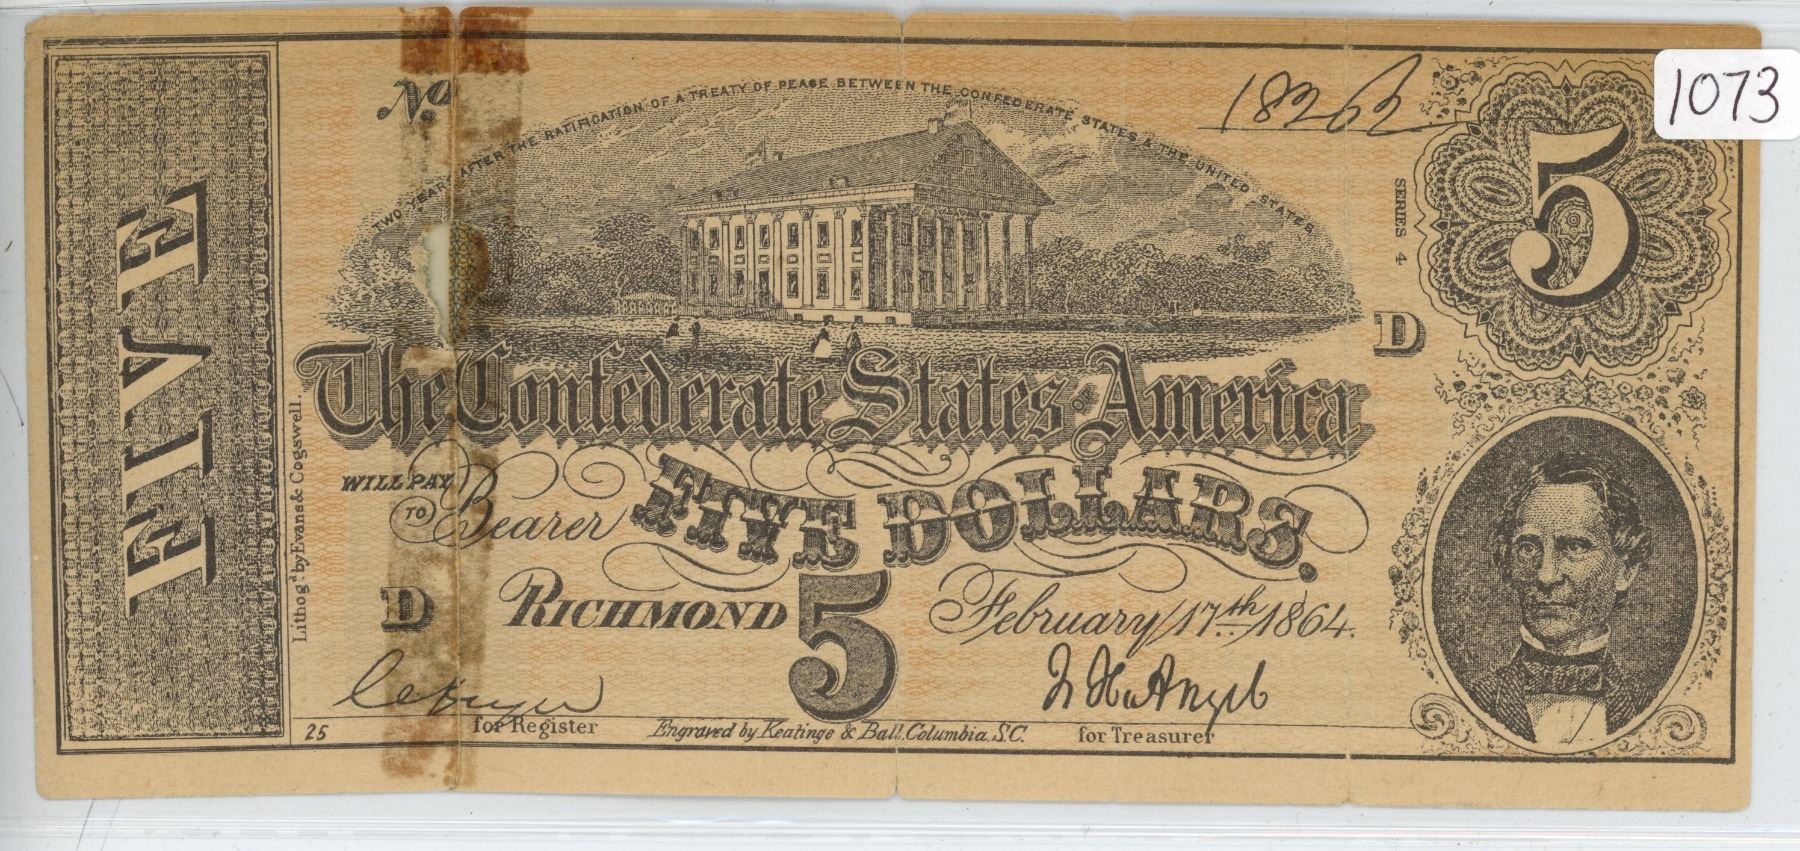 1073
No. 18262
TWO YEARS AFTER THE RATIFICATION OF A TREATY OF PEACE BETWEEN THE CONFEDERATE STATES & THE UNITED STATES
5
SERIES 4
D
FIVE
Lithog'd by Evans & Cogswell.
The Confederate States of America
WILL PAY TO Bearer FIVE DOLLARS.
D
RICHMOND 5 February 17th 1864.
25
for Register
Engraved by Keatinge & Ball, Columbia, S.C.
for Treasurer